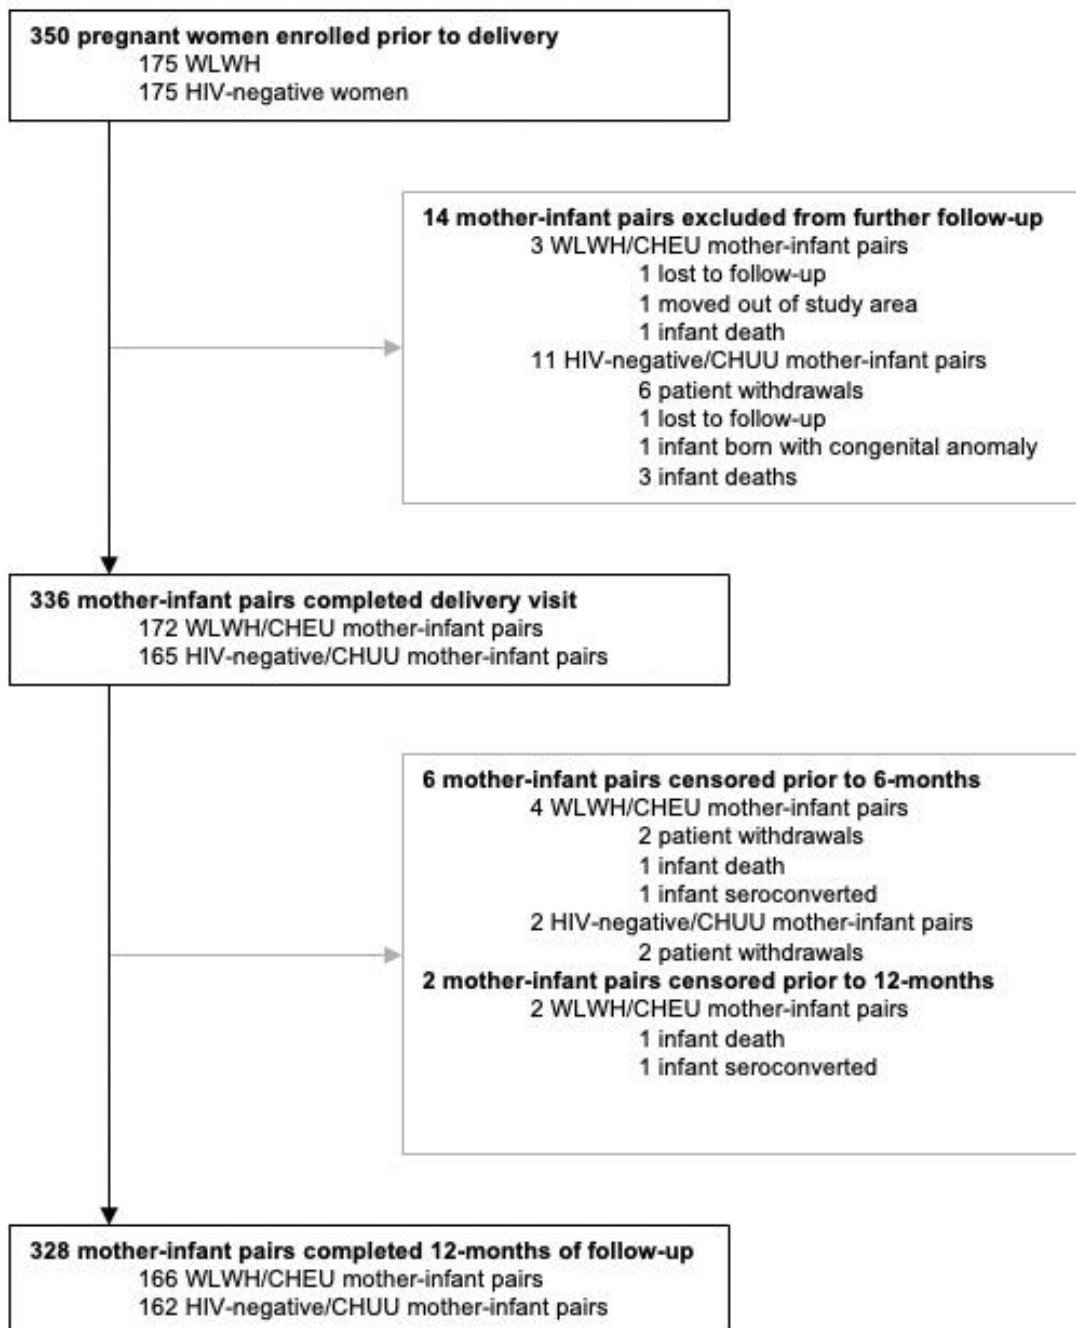 350 pregnant women enrolled prior to delivery
175 WLWH
175 HIV-negative women
14 mother-infant pairs excluded from further follow-up
3 WLWH/CHEU mother-infant pairs
1 lost to follow-up
1 moved out of study area
1 infant death
11 HIV-negative/CHUU mother-infant pairs
6 patient withdrawals
1 lost to follow-up
1 infant born with congenital anomaly
3 infant deaths
336 mother-infant pairs completed delivery visit
172 WLWH/CHEU mother-infant pairs
165 HIV-negative/CHUU mother-infant pairs
6 mother-infant pairs censored prior to 6-months
4 WLWH/CHEU mother-infant pairs
2 patient withdrawals
1 infant death
1 infant seroconverted
2 HIV-negative/CHUU mother-infant pairs
2 patient withdrawals
2 mother-infant pairs censored prior to 12-months
2 WLWH/CHEU mother-infant pairs
1 infant death
1 infant seroconverted
328 mother-infant pairs completed 12-months of follow-up
166 WLWH/CHEU mother-infant pairs
162 HIV-negative/CHUU mother-infant pairs